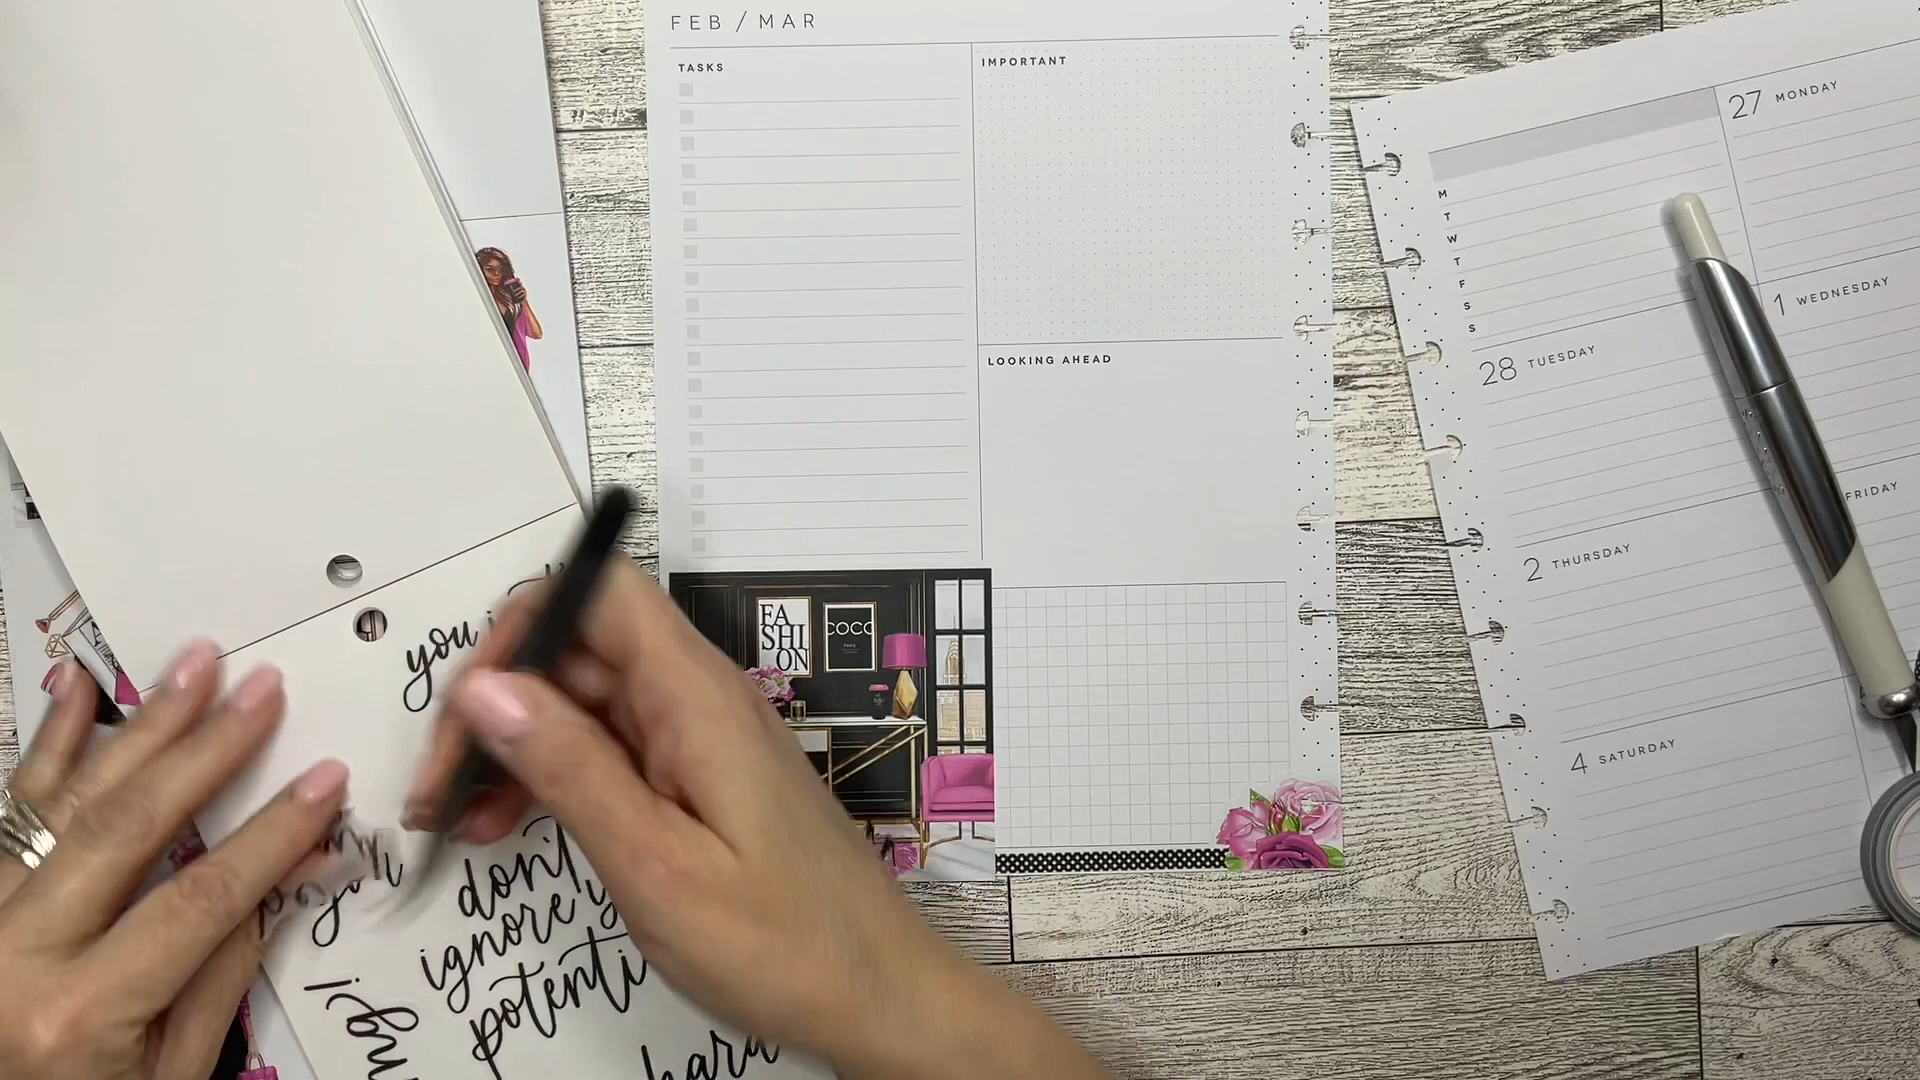 FEB / MAR
TASKS
IMPORTANT
LOOKING AHEAD
FA
SHI
ON
COCO
27 MONDAY
M
T
W
T
F
S
S
28 TUESDAY
1 WEDNESDAY
2 THURSDAY
FRIDAY
4 SATURDAY
you
don't
ignore
potenti
hard